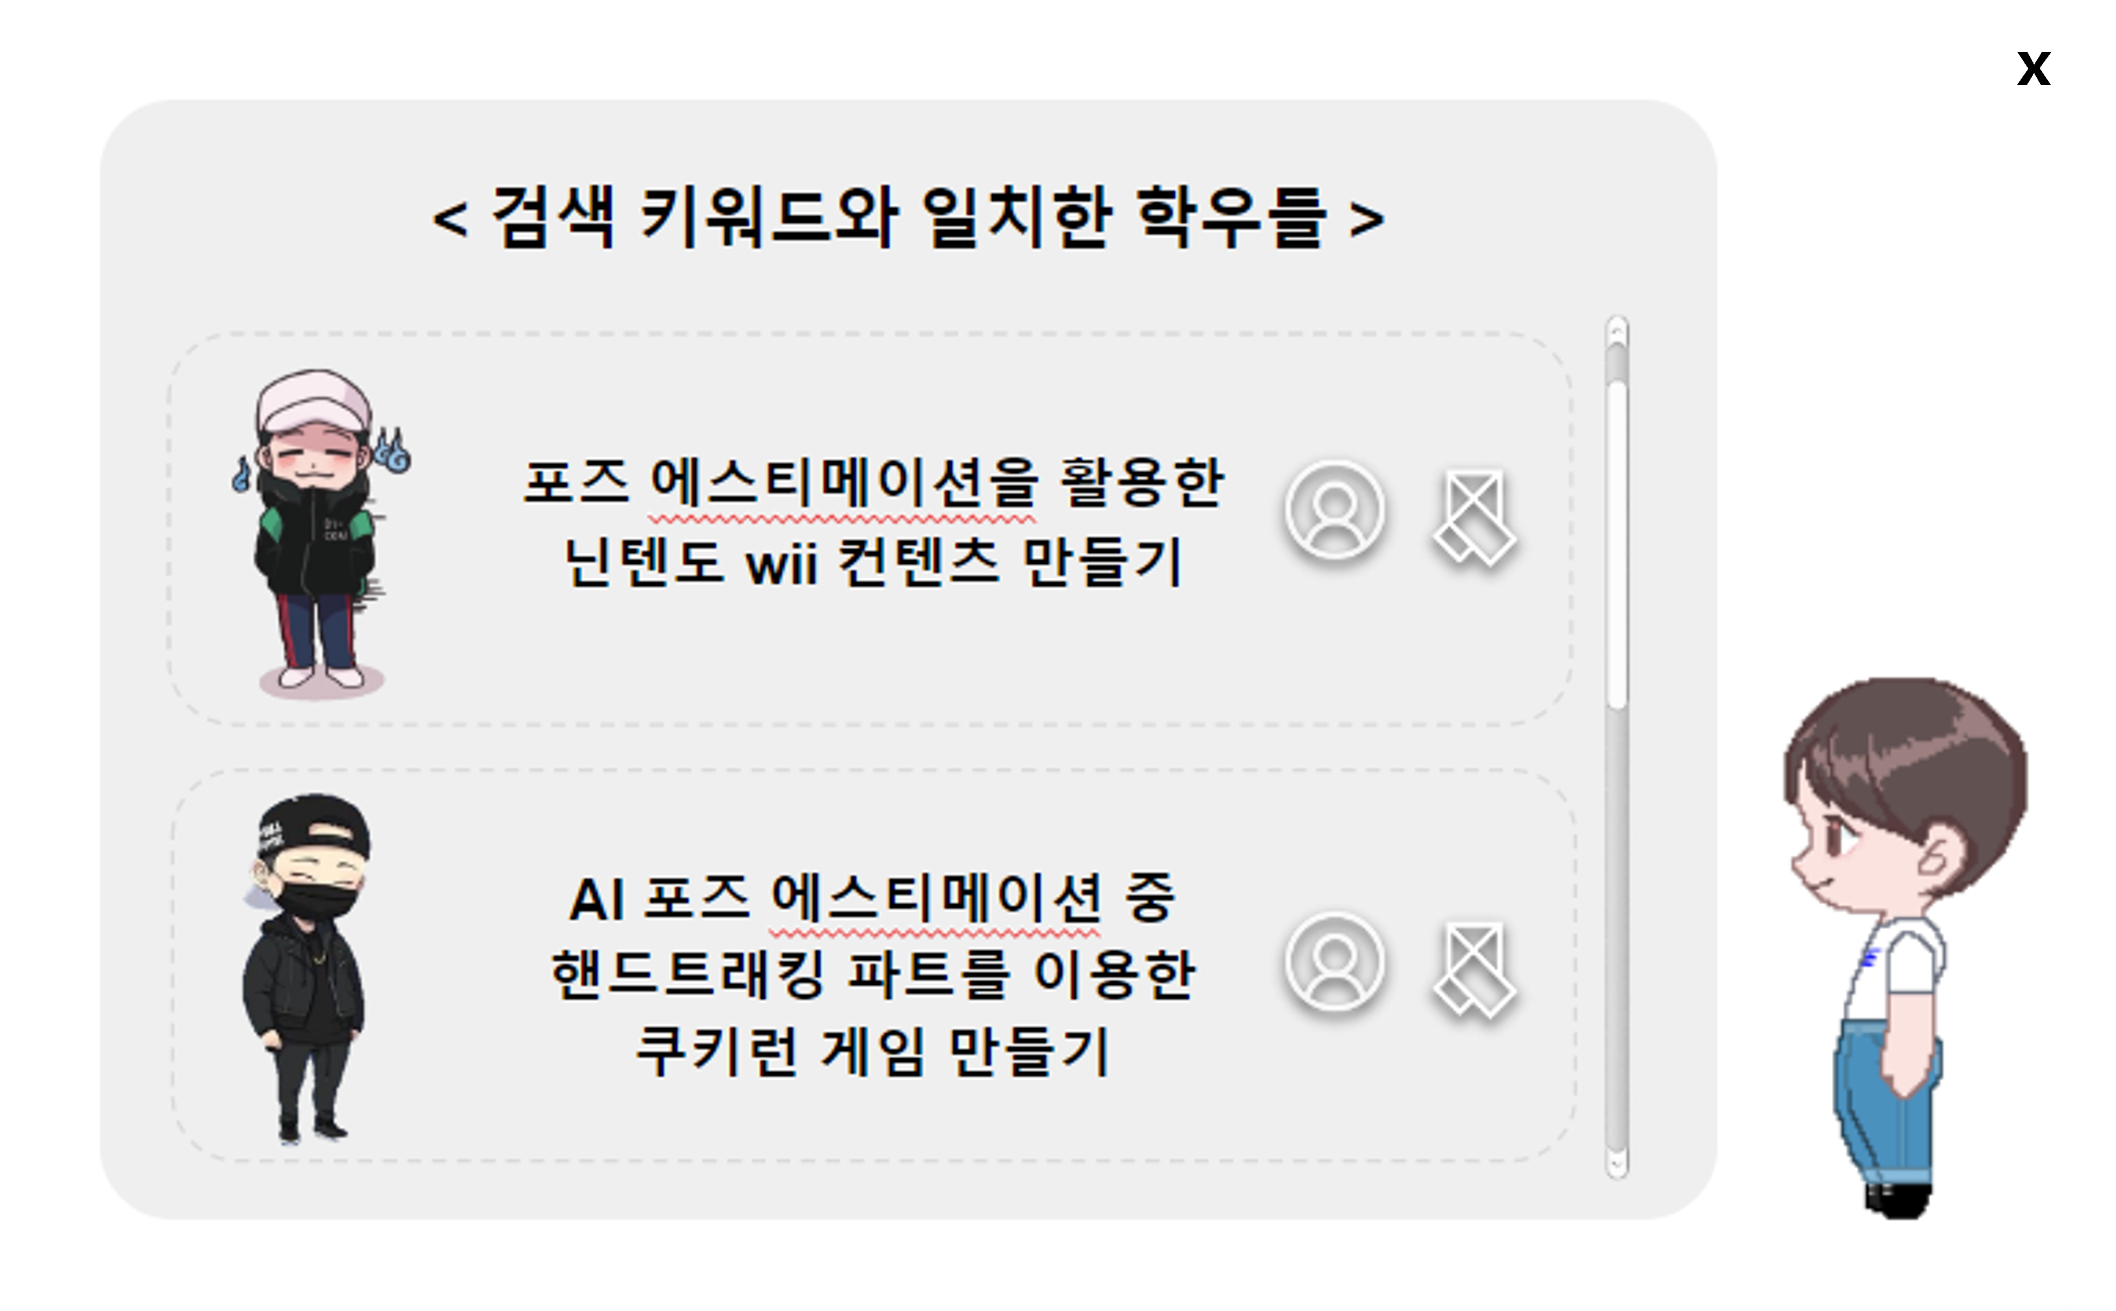 x
< 검색 키워드와 일치한 학우들 >
포즈 에스티메이션을 활용한
닌텐도 wii 컨텐츠 만들기
AI 포즈 에스티메이션 중
핸드트래킹 파트를 이용한
쿠키런 게임 만들기